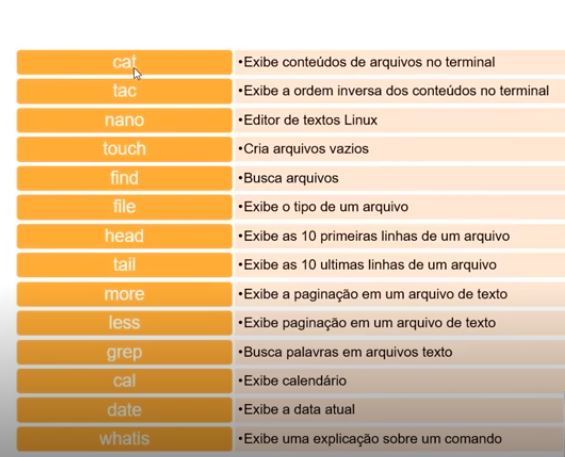 cat •Exibe conteúdos de arquivos no terminal
tac •Exibe a ordem inversa dos conteúdos no terminal
nano •Editor de textos Linux
touch •Cria arquivos vazios
find •Busca arquivos
file •Exibe o tipo de um arquivo
head •Exibe as 10 primeiras linhas de um arquivo
tail •Exibe as 10 ultimas linhas de um arquivo
more •Exibe a paginação em um arquivo de texto
less •Exibe paginação em um arquivo de texto
grep •Busca palavras em arquivos texto
cal •Exibe calendário
date •Exibe a data atual
whatis •Exibe uma explicação sobre um comando